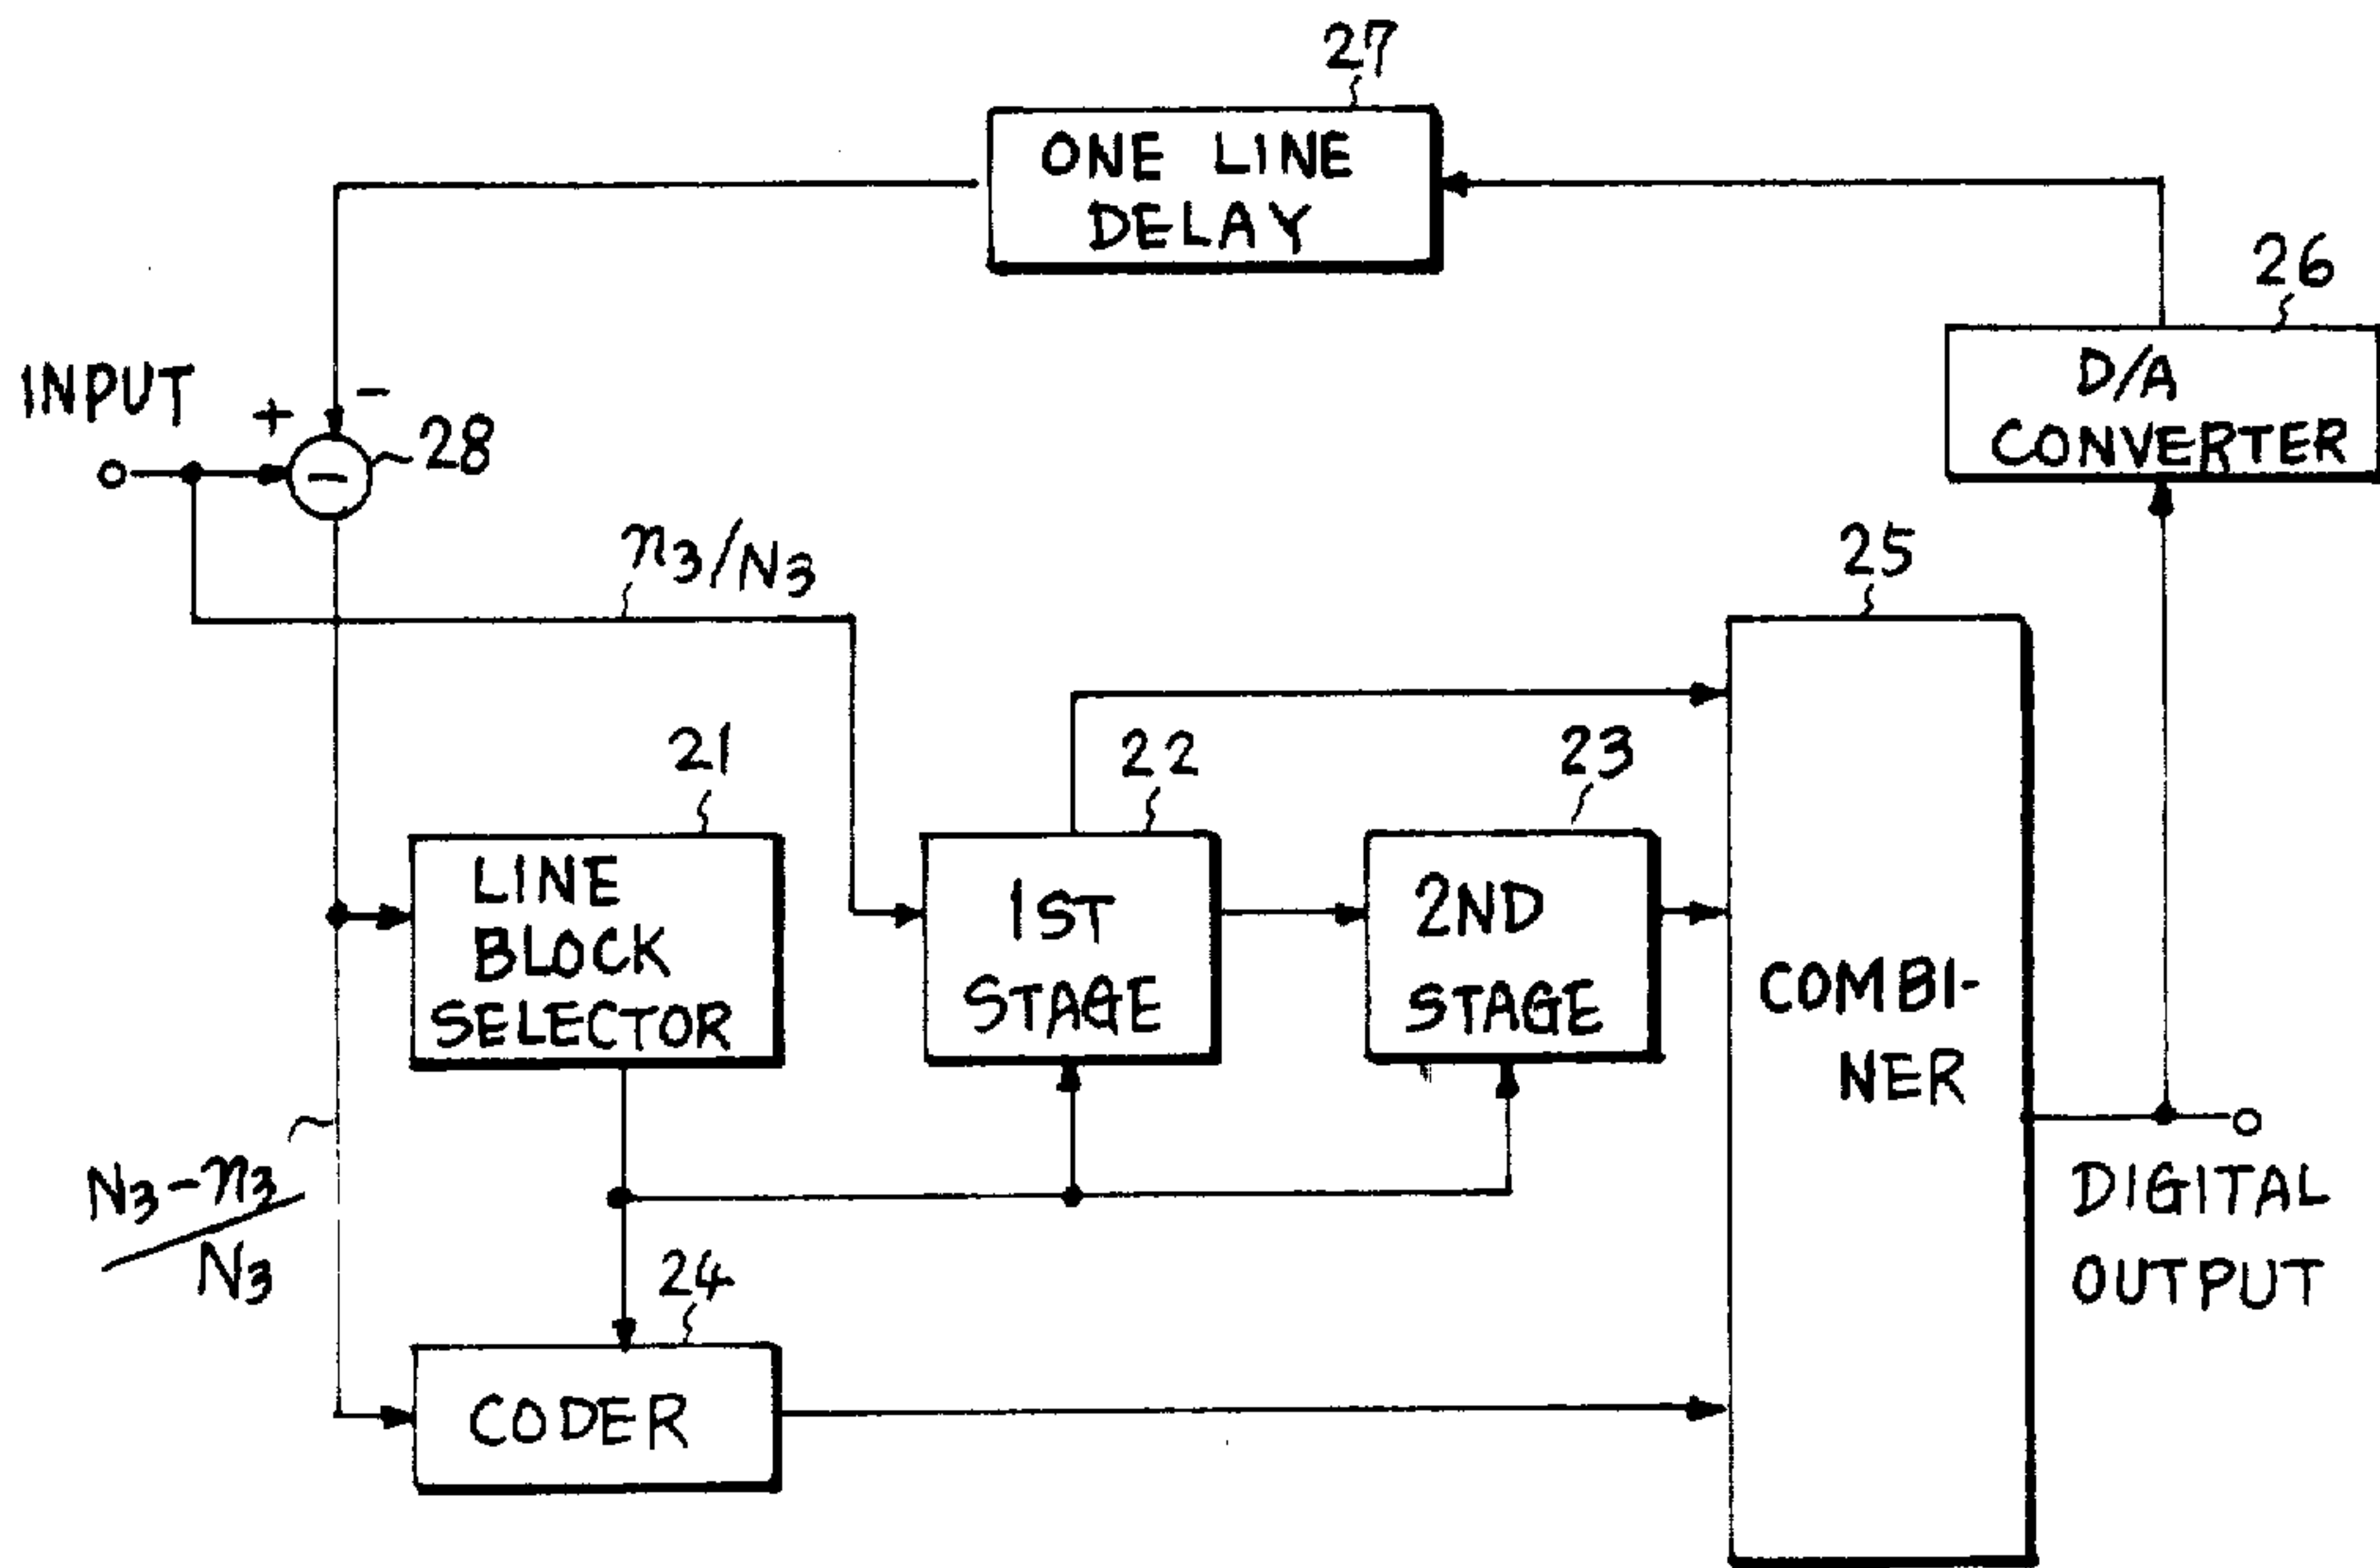 27
ONE LINE
DELAY
26
D/A
CONVERTER
INPUT
+
-
28
-
n3/N3
25
COMBI-
NER
21
LINE
BLOCK
SELECTOR
22
1ST
STAGE
23
2ND
STAGE
N3-n3
N3
24
CODER
DIGITAL
OUTPUT